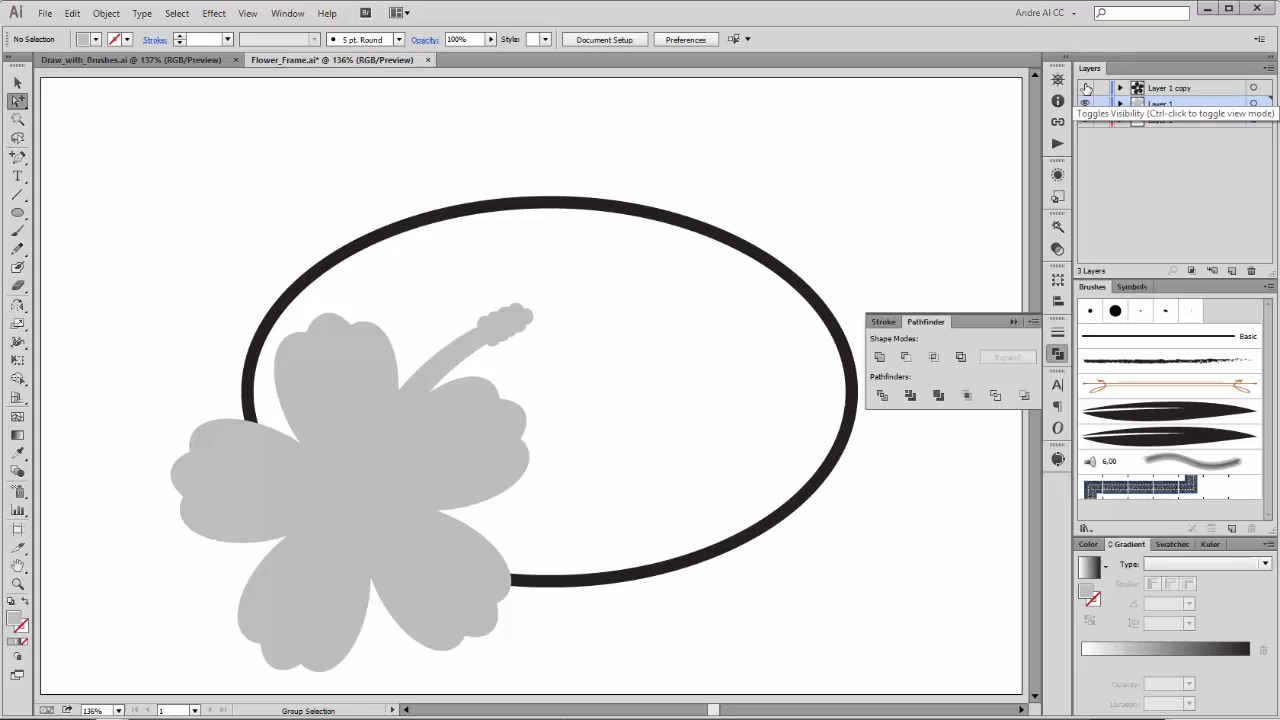 Ai File Edit Object Type Select Effect View Window Help Br Andre AI CC
No Selection Stroke: 5 pt. Round Opacity: 100% Style: Document Setup Preferences
Draw_with_Brushes.ai @ 137% (RGB/Preview) × Flower_Frame.ai* @ 136% (RGB/Preview) ×
Layers
Layer 1 copy
Layer 1
Toggles Visibility (Ctrl-click to toggle view mode)
3 Layers
Brushes Symbols
Basic
6,00
Stroke Pathfinder
Shape Modes:
Expand
Pathfinders:
Color Gradient Swatches Kuler
Type:
Stroke:
Opacity:
Location:
136% 1 Group Selection